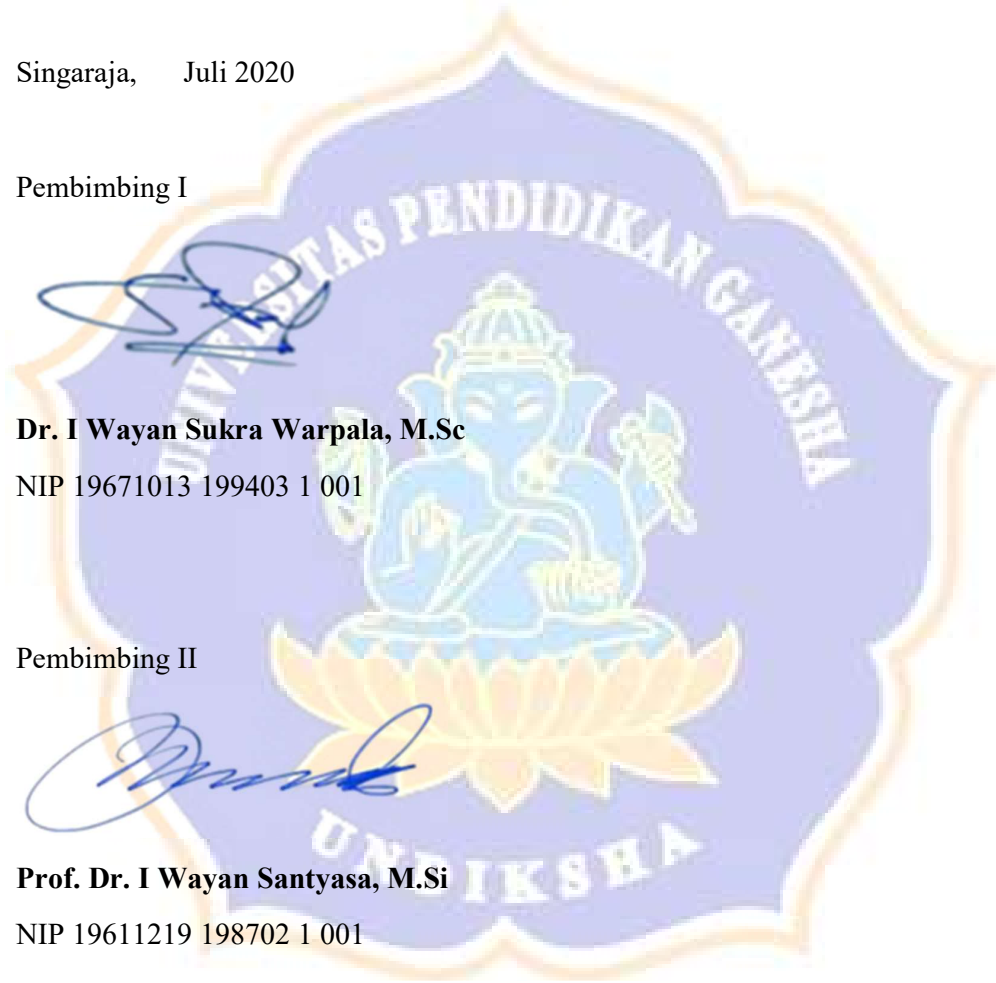 Singaraja, Juli 2020
Pembimbing I
UNIVERSITAS PENDIDIKAN GANESHA
Dr. I Wayan Sukra Warpala, M.Sc
NIP 19671013 199403 1 001
Pembimbing II
UNDIKSHA
Prof. Dr. I Wayan Santyasa, M.Si
NIP 19611219 198702 1 001